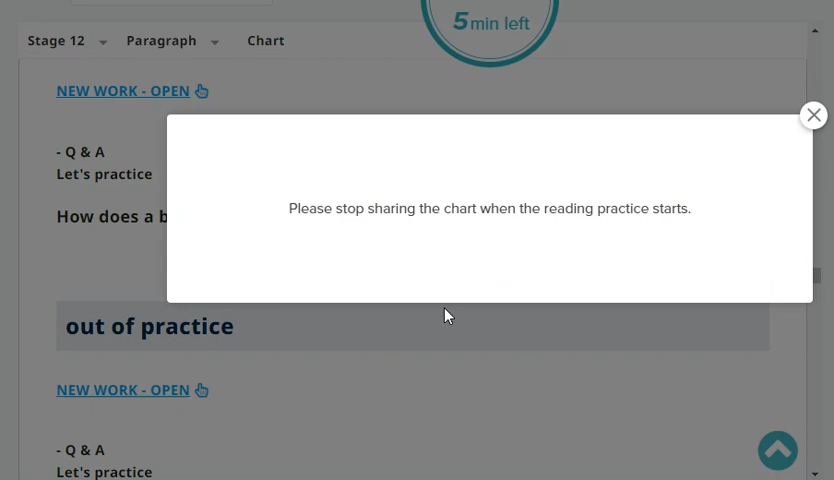 5 min left
Stage 12 Paragraph Chart
NEW WORK - OPEN
- Q & A
Let's practice
Please stop sharing the chart when the reading practice starts.
How does a b
out of practice
NEW WORK - OPEN
- Q & A
Let's practice